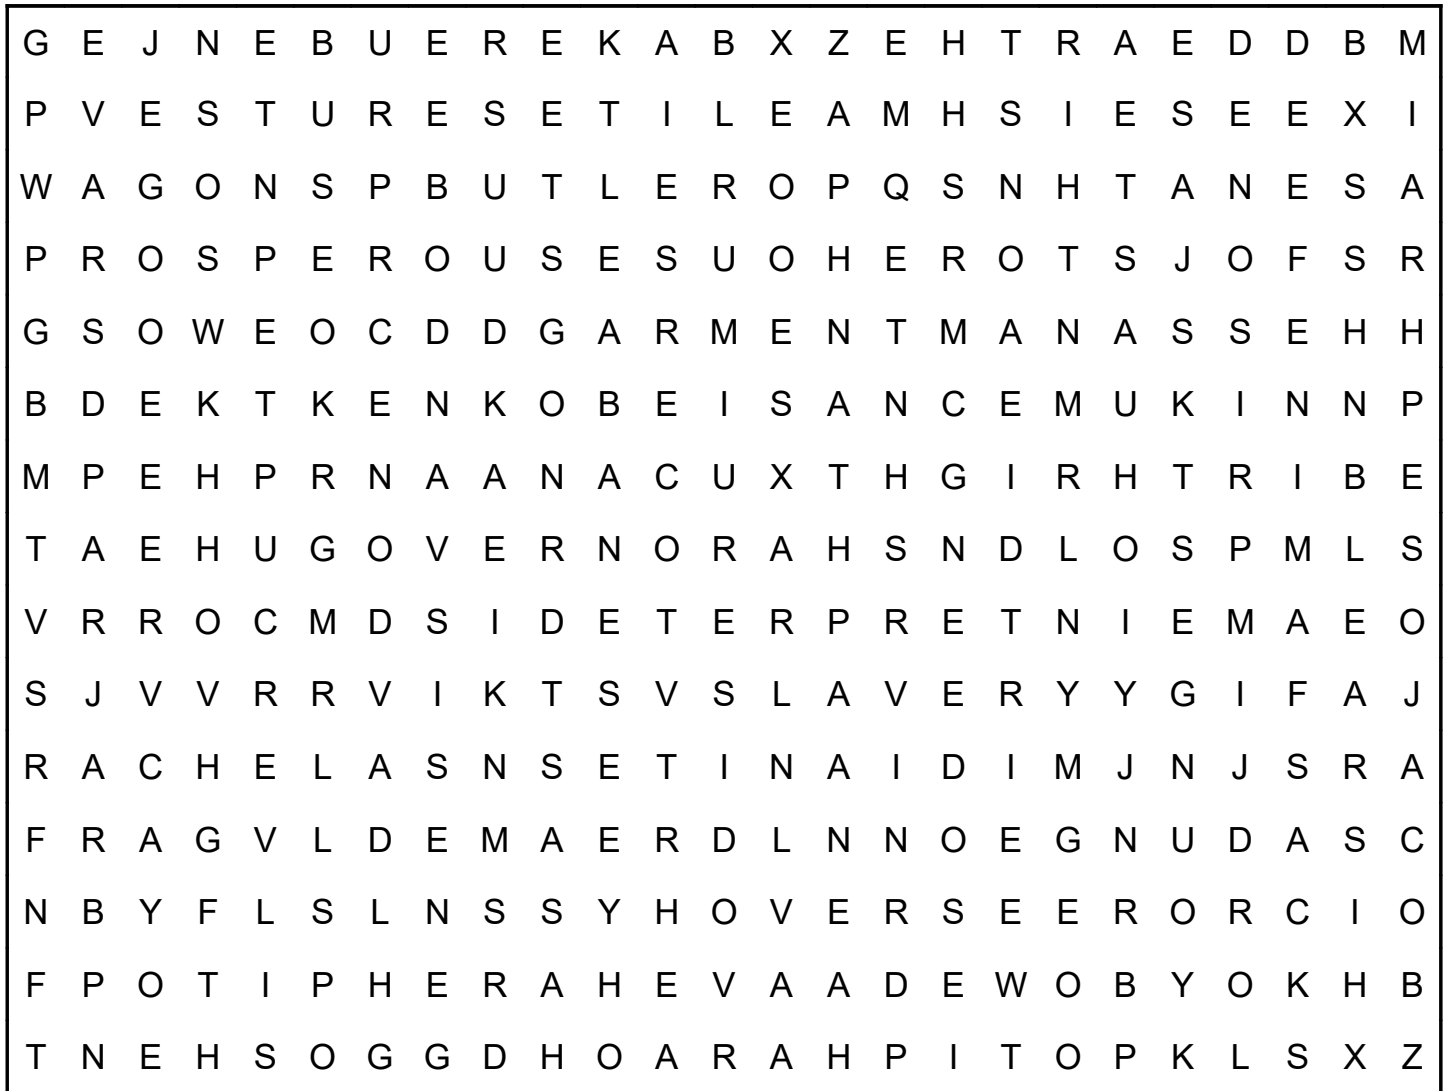 G E J N E B U E R E K A B X Z E H T R A E D D B M
P V E S T U R E S E T I L E A M H S I E S E E X I
W A G O N S P B U T L E R O P Q S N H T A N E S A
P R O S P E R O U S E S U O H E R O T S J O F S R
G S O W E O C D D G A R M E N T M A N A S S E H H
B D E K T K E N K O B E I S A N C E M U K I N N P
M P E H P R N A A N A C U X T H G I R H T R I B E
T A E H U G O V E R N O R A H S N D L O S P M L S
V R R O C M D S I D E T E R P R E T N I E M A E O
S J V V R R V I K T S V S L A V E R Y Y G I F A J
R A C H E L A S N S E T I N A I D I M J N J S R A
F R A G V L D E M A E R D L N N O E G N U D A S C
N B Y F L S L N S S Y H O V E R S E E R O R C I O
F P O T I P H E R A H E V A A D E W O B Y O K H B
T N E H S O G G D H O A R A H P I T O P K L S X Z